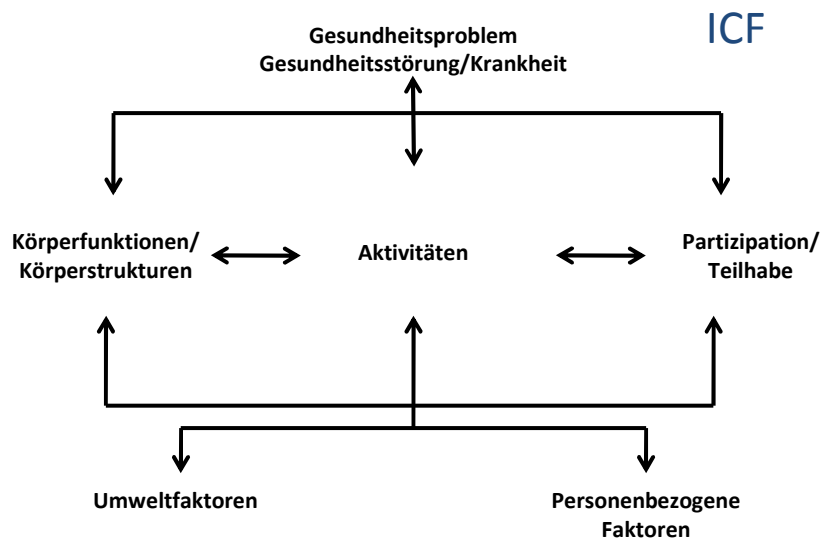 ICF
Gesundheitsproblem
Gesundheitsstörung/Krankheit
Körperfunktionen/
Körperstrukturen
Aktivitäten
Partizipation/
Teilhabe
Umweltfaktoren
Personenbezogene
Faktoren